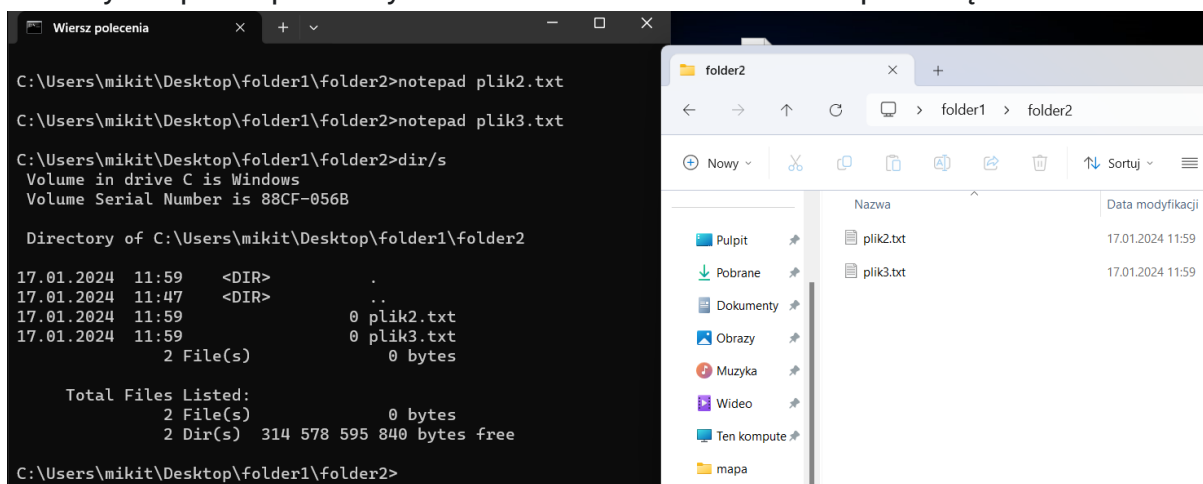 Wiersz polecenia
C:\Users\mikit\Desktop\folder1\folder2>notepad plik2.txt
C:\Users\mikit\Desktop\folder1\folder2>notepad plik3.txt
C:\Users\mikit\Desktop\folder1\folder2>dir/s
Volume in drive C is Windows
Volume Serial Number is 88CF-056B
Directory of C:\Users\mikit\Desktop\folder1\folder2
17.01.2024 11:59 <DIR> .
17.01.2024 11:47 <DIR> ..
17.01.2024 11:59 0 plik2.txt
17.01.2024 11:59 0 plik3.txt
2 File(s) 0 bytes
Total Files Listed:
2 File(s) 0 bytes
2 Dir(s) 314 578 595 840 bytes free
C:\Users\mikit\Desktop\folder1\folder2>
folder2
folder1 > folder2
Nowy
Sortuj
Nazwa Data modyfikacji
plik2.txt 17.01.2024 11:59
plik3.txt 17.01.2024 11:59
Pulpit
Pobrane
Dokumenty
Obrazy
Muzyka
Wideo
Ten kompute
mapa